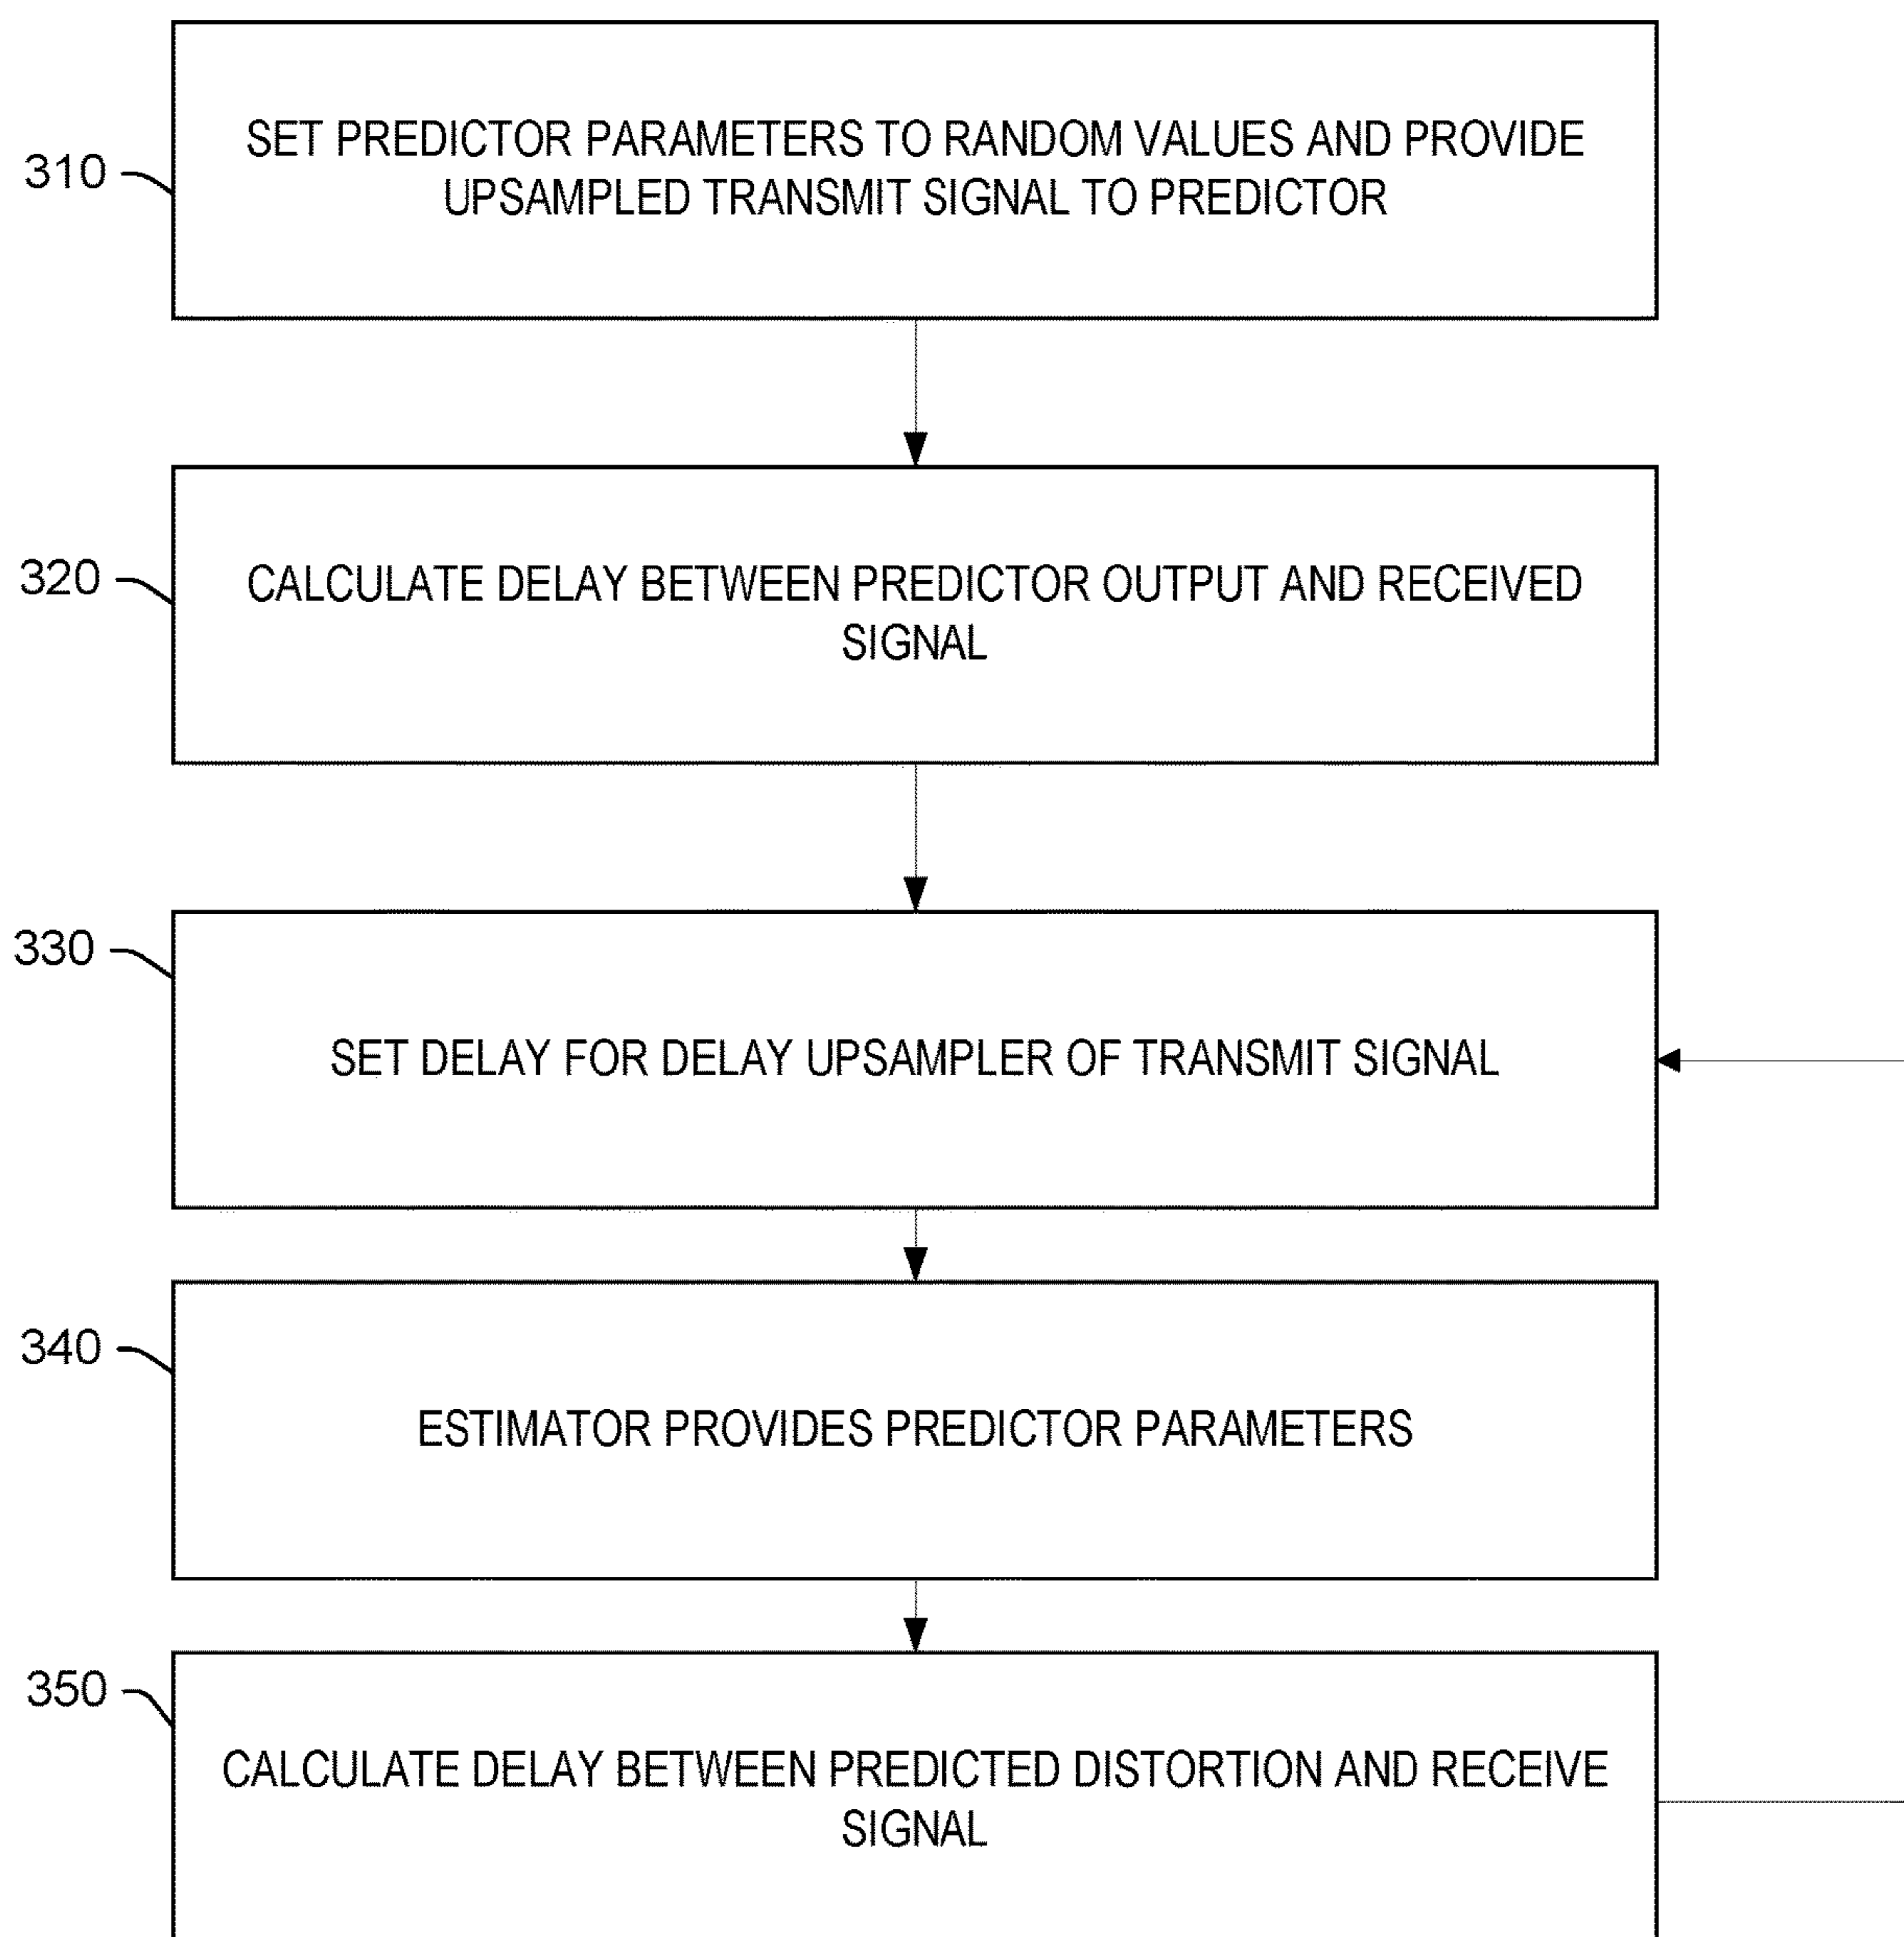 310
SET PREDICTOR PARAMETERS TO RANDOM VALUES AND PROVIDE
UPSAMPLED TRANSMIT SIGNAL TO PREDICTOR
320
CALCULATE DELAY BETWEEN PREDICTOR OUTPUT AND RECEIVED
SIGNAL
330
SET DELAY FOR DELAY UPSAMPLER OF TRANSMIT SIGNAL
340
ESTIMATOR PROVIDES PREDICTOR PARAMETERS
350
CALCULATE DELAY BETWEEN PREDICTED DISTORTION AND RECEIVE
SIGNAL